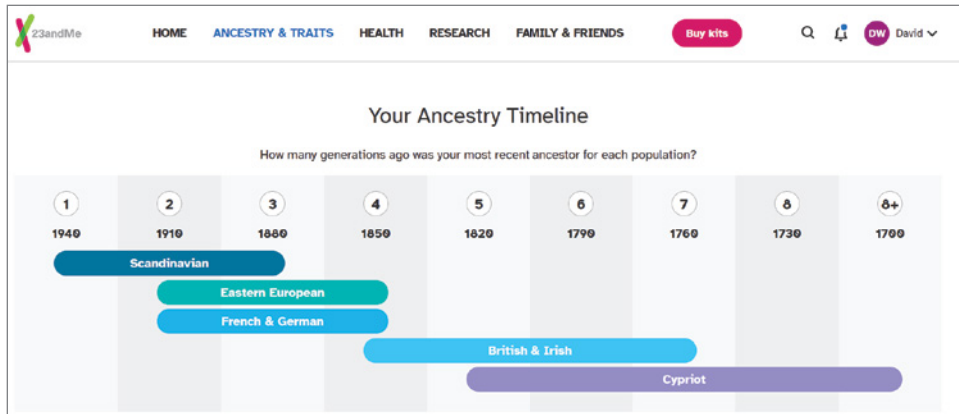 23andMe HOME ANCESTRY & TRAITS HEALTH RESEARCH FAMILY & FRIENDS Buy kits DW David
Your Ancestry Timeline
How many generations ago was your most recent ancestor for each population?
1 2 3 4 5 6 7 8 8+
1940 1910 1880 1850 1820 1790 1760 1730 1700
Scandinavian
Eastern European
French & German
British & Irish
Cypriot